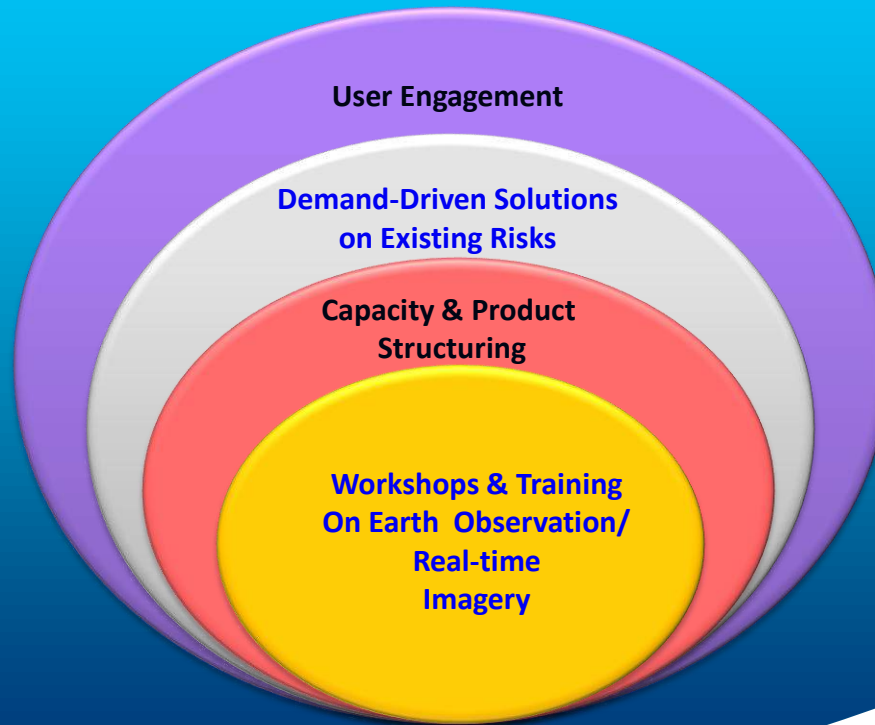 User Engagement
Demand-Driven Solutions
on Existing Risks
Capacity & Product
Structuring
Workshops & Training
On Earth  Observation/
Real-time
Imagery